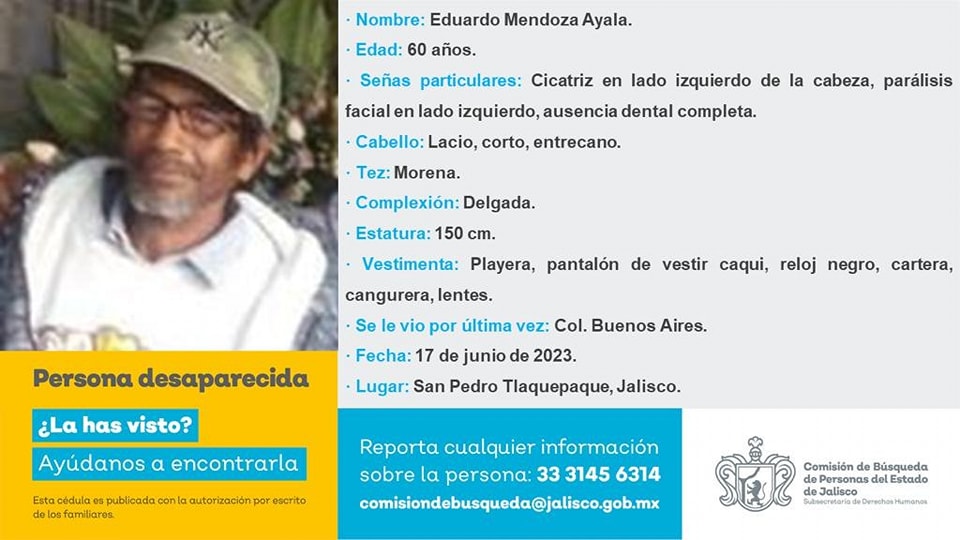 · Nombre: Eduardo Mendoza Ayala.
· Edad: 60 años.
· Señas particulares: Cicatriz en lado izquierdo de la cabeza, parálisis
facial en lado izquierdo, ausencia dental completa.
· Cabello: Lacio, corto, entrecano.
· Tez: Morena.
· Complexión: Delgada.
· Estatura: 150 cm.
· Vestimenta: Playera, pantalón de vestir caqui, reloj negro, cartera,
cangurera, lentes.
· Se le vio por última vez: Col. Buenos Aires.
· Fecha: 17 de junio de 2023.
· Lugar: San Pedro Tlaquepaque, Jalisco.
Persona desaparecida
¿La has visto?
Ayúdanos a encontrarla
Esta cédula es publicada con la autorización por escrito
de los familiares.
Reporta cualquier información
sobre la persona: 33 3145 6314
comisiondebusqueda@jalisco.gob.mx
Comisión de Búsqueda
de Personas del Estado
de Jalisco
Subsecretaría de Derechos Humanos